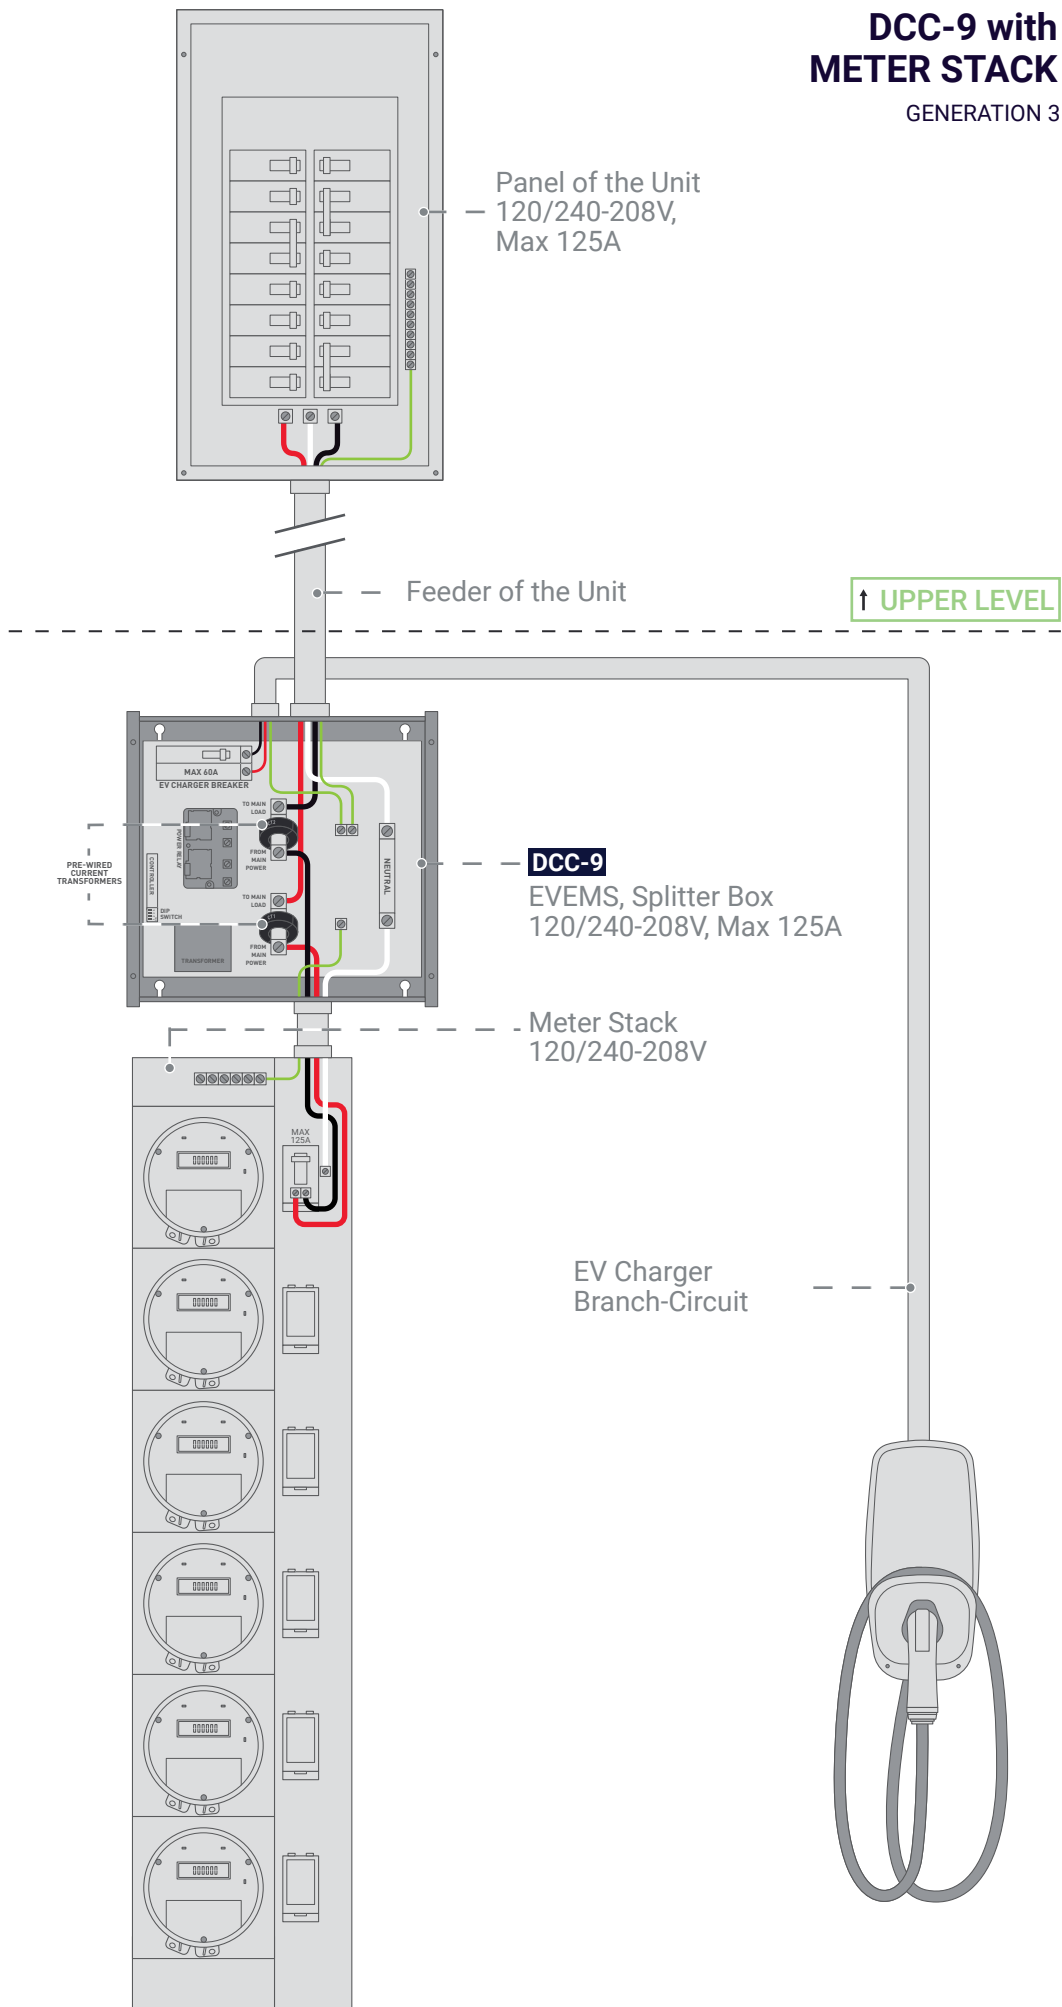 DCC-9 with
METER STACK
GENERATION 3
Panel of the Unit
120/240-208V,
Max 125A
Feeder of the Unit
↑ UPPER LEVEL
MAX 60A
EV CHARGER BREAKER
TO MAIN
LOAD
CT2
FROM
MAIN
POWER
POWER RELAY
PRE-WIRED
CURRENT
TRANSFORMERS
CONTROLLER
DIP
SWITCH
TRANSFORMER
TO MAIN
LOAD
CT1
FROM
MAIN
POWER
NEUTRAL
DCC-9
EVEMS, Splitter Box
120/240-208V, Max 125A
Meter Stack
120/240-208V
MAX
125A
EV Charger
Branch-Circuit